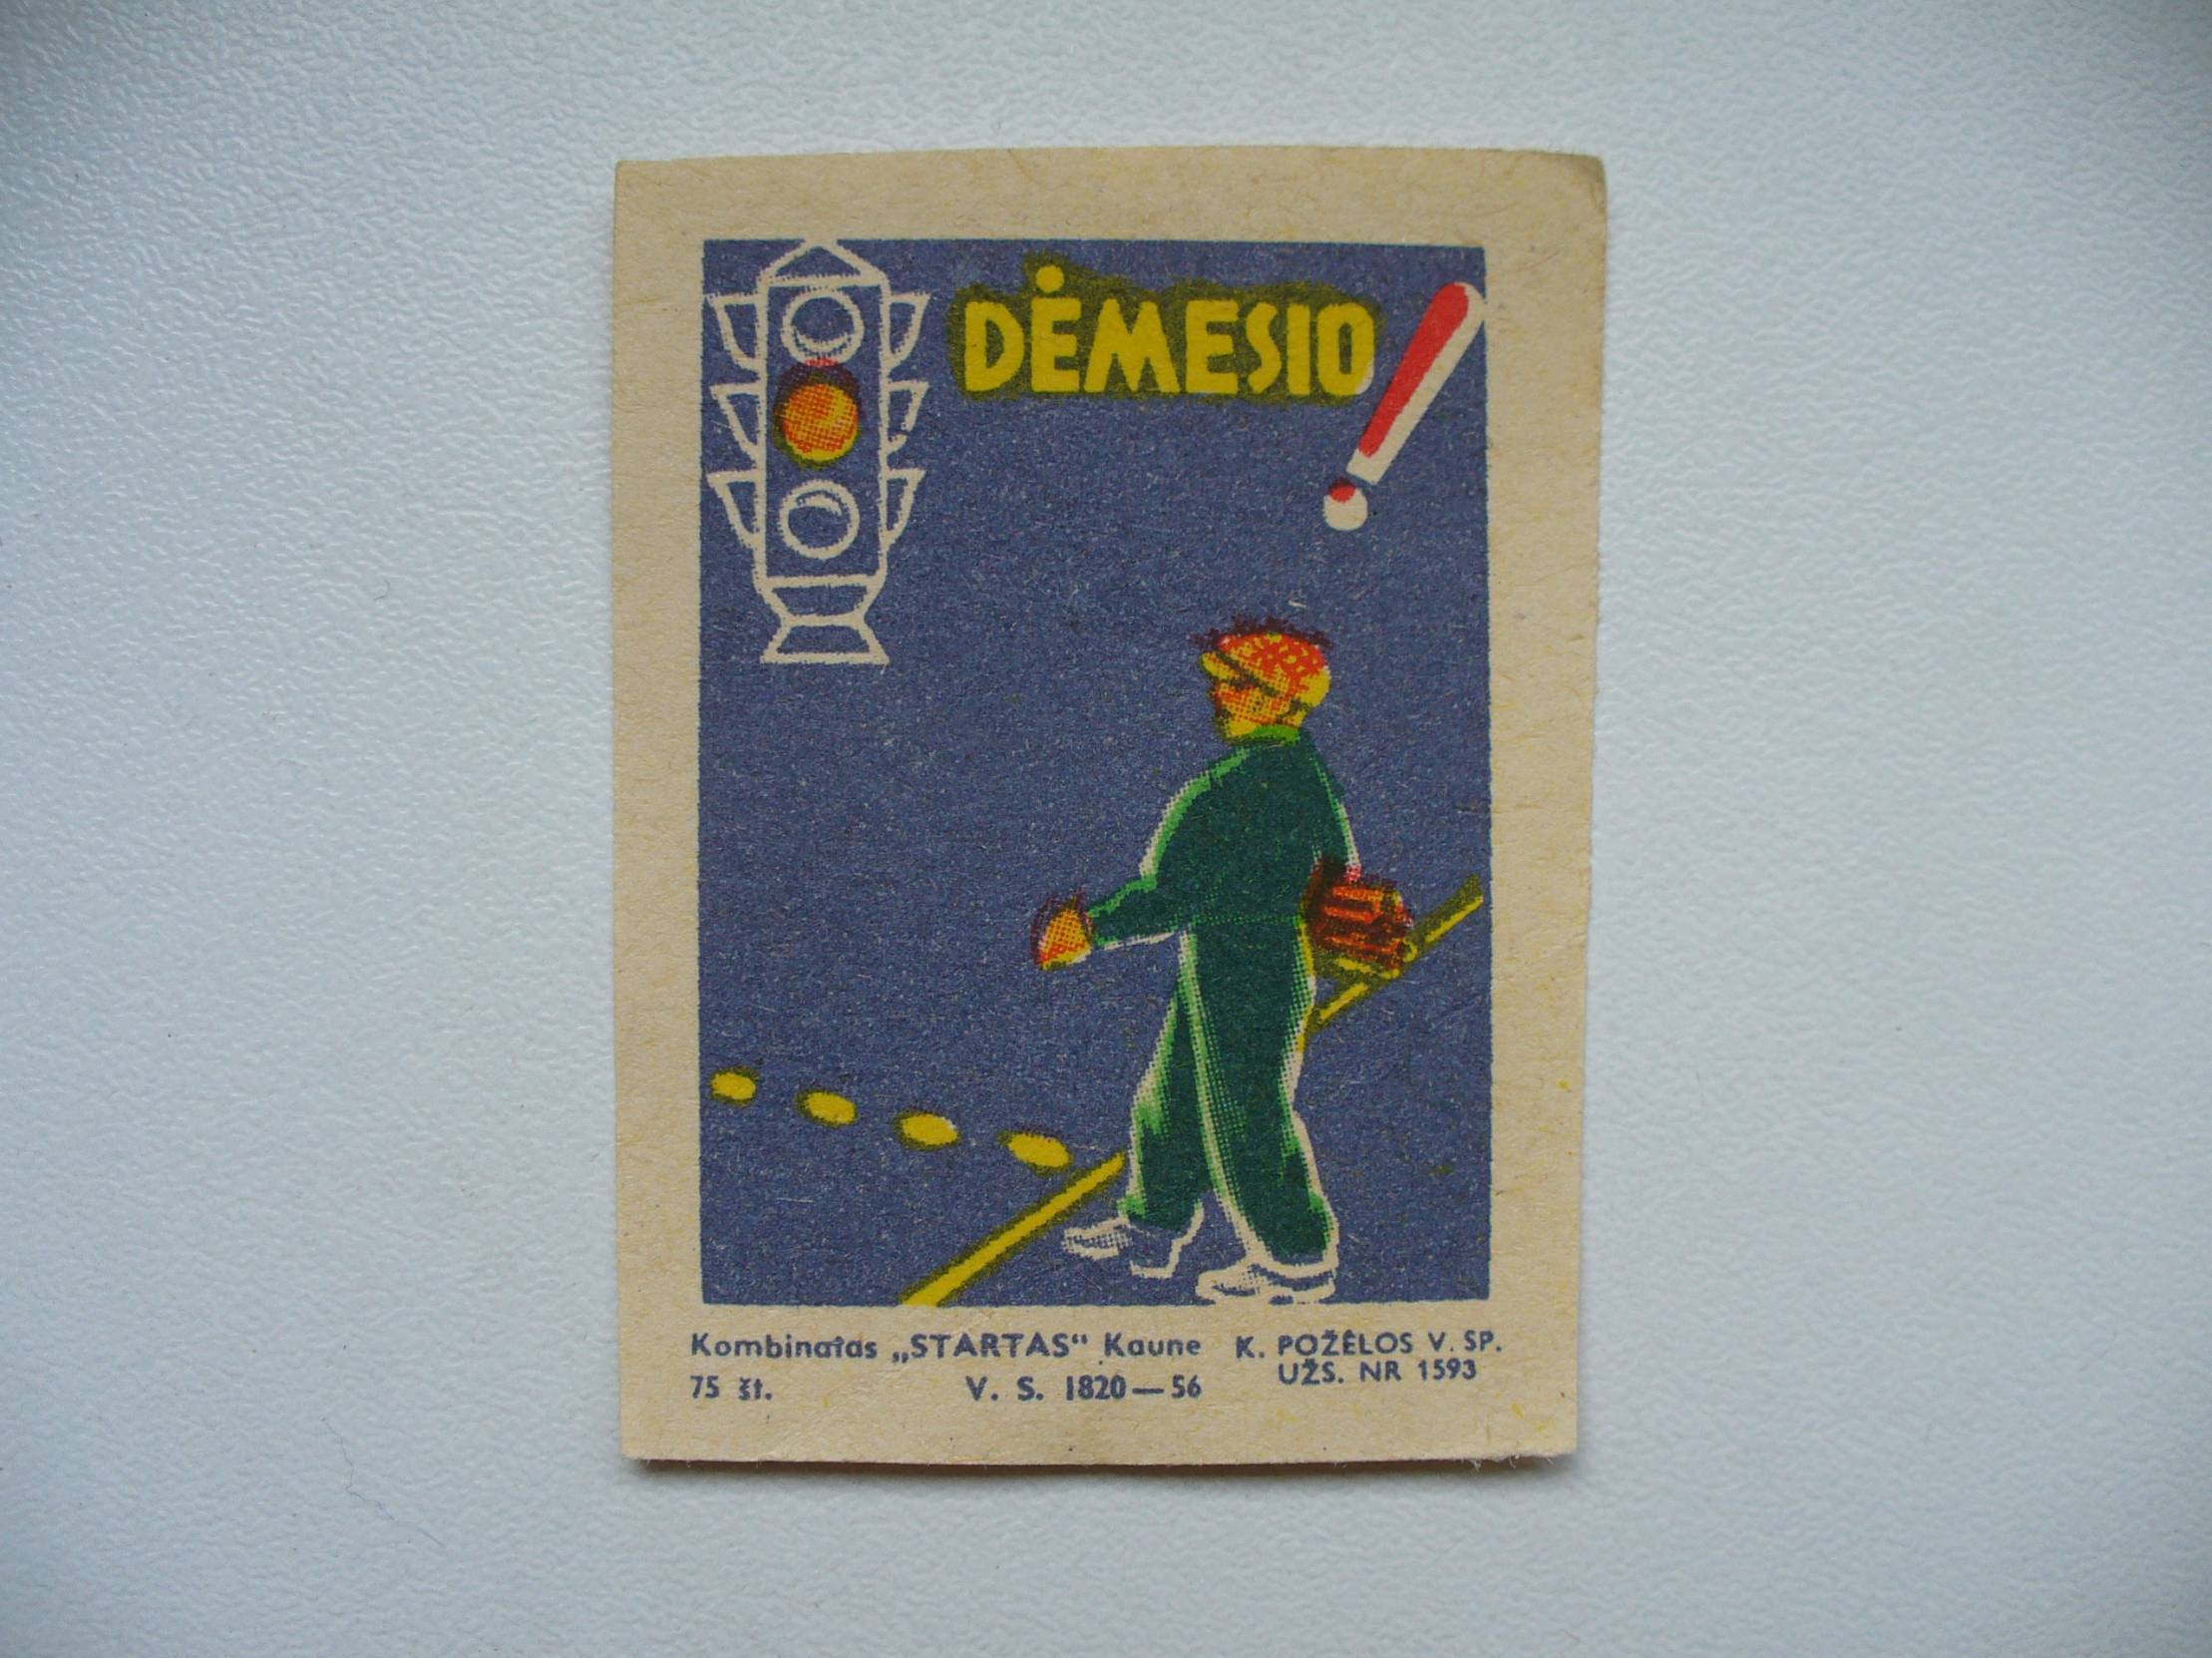 DĖMESIO!
Kombinatas „STARTAS“ Kaune
75 št. V. S. 1820—56
K. POŽĖLOS V. SP.
UŽS. NR 1593